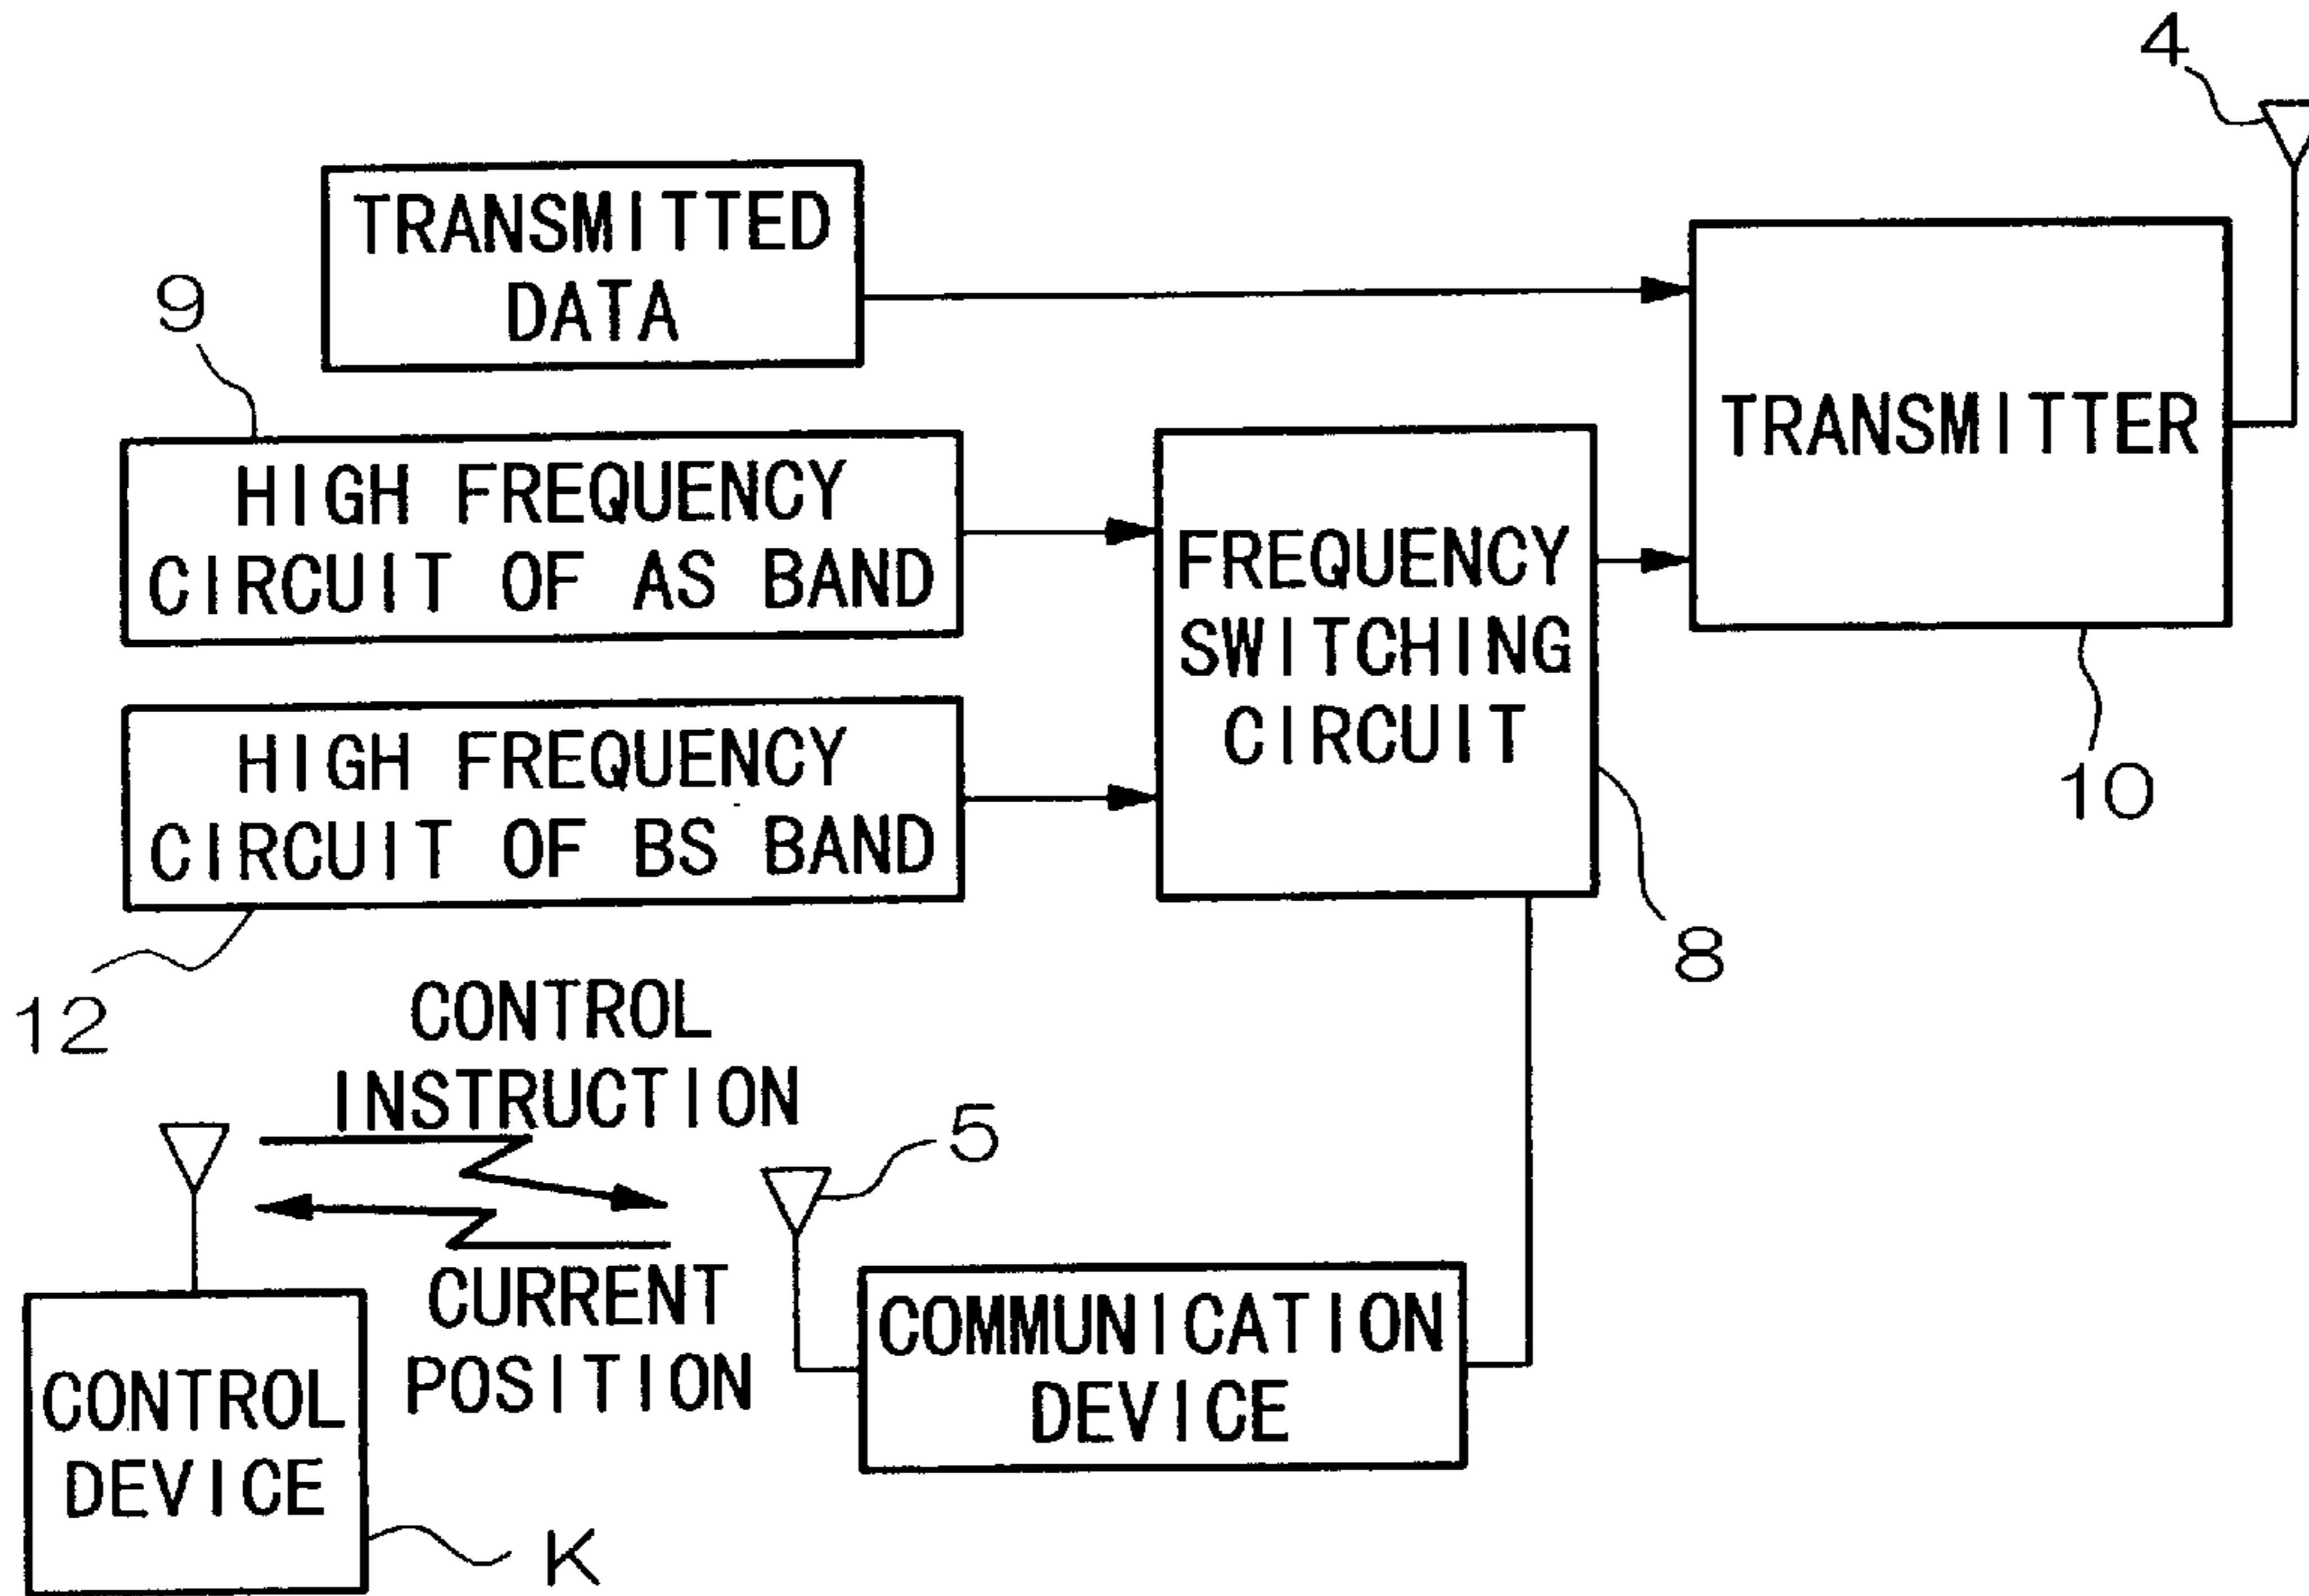 4
TRANSMITTED
DATA
9
TRANSMITTER
HIGH FREQUENCY
CIRCUIT OF AS BAND
FREQUENCY
SWITCHING
CIRCUIT
HIGH FREQUENCY
CIRCUIT OF BS BAND
10
8
12
CONTROL
INSTRUCTION
5
CURRENT
POSITION
COMMUNICATION
DEVICE
CONTROL
DEVICE
K